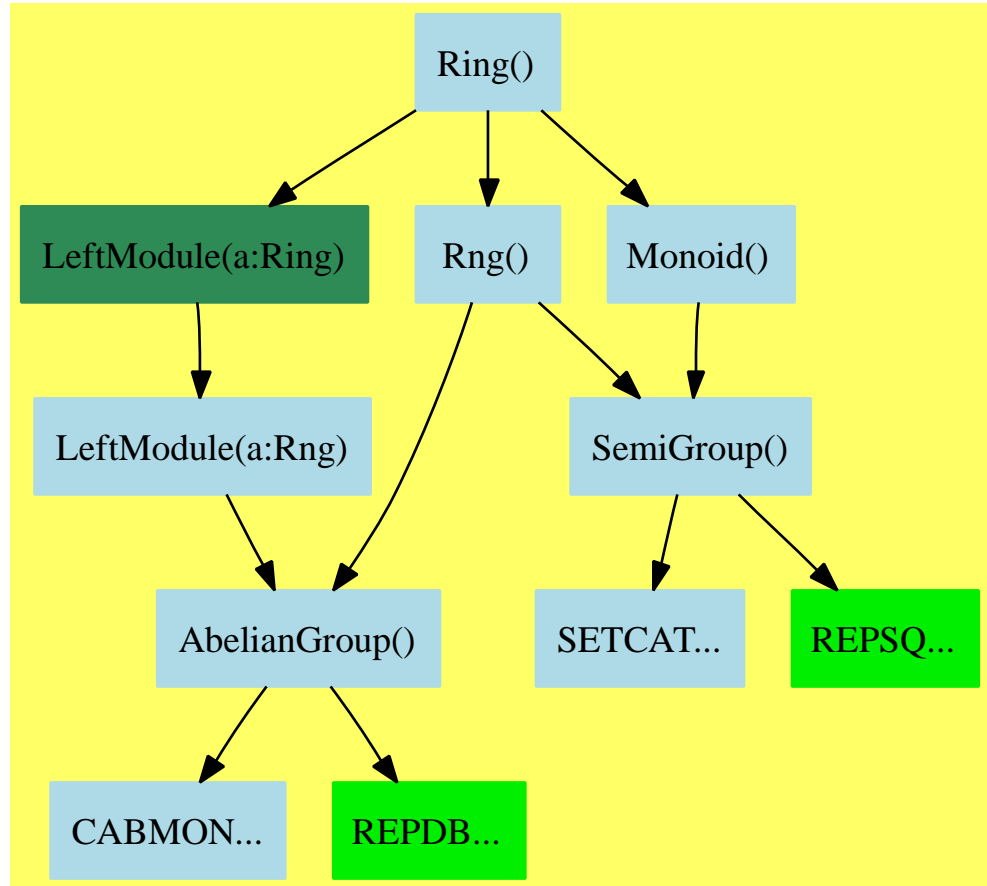 Ring()
LeftModule(a:Ring)
Rng()
Monoid()
LeftModule(a:Rng)
SemiGroup()
AbelianGroup()
SETCAT...
REPSQ...
CABMON...
REPDB...